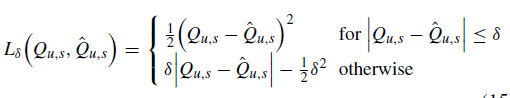 L_δ(Q_{u,s}, Q̂_{u,s}) = { ½(Q_{u,s} − Q̂_{u,s})² for |Q_{u,s} − Q̂_{u,s}| ≤ δ
δ|Q_{u,s} − Q̂_{u,s}| − ½δ² otherwise